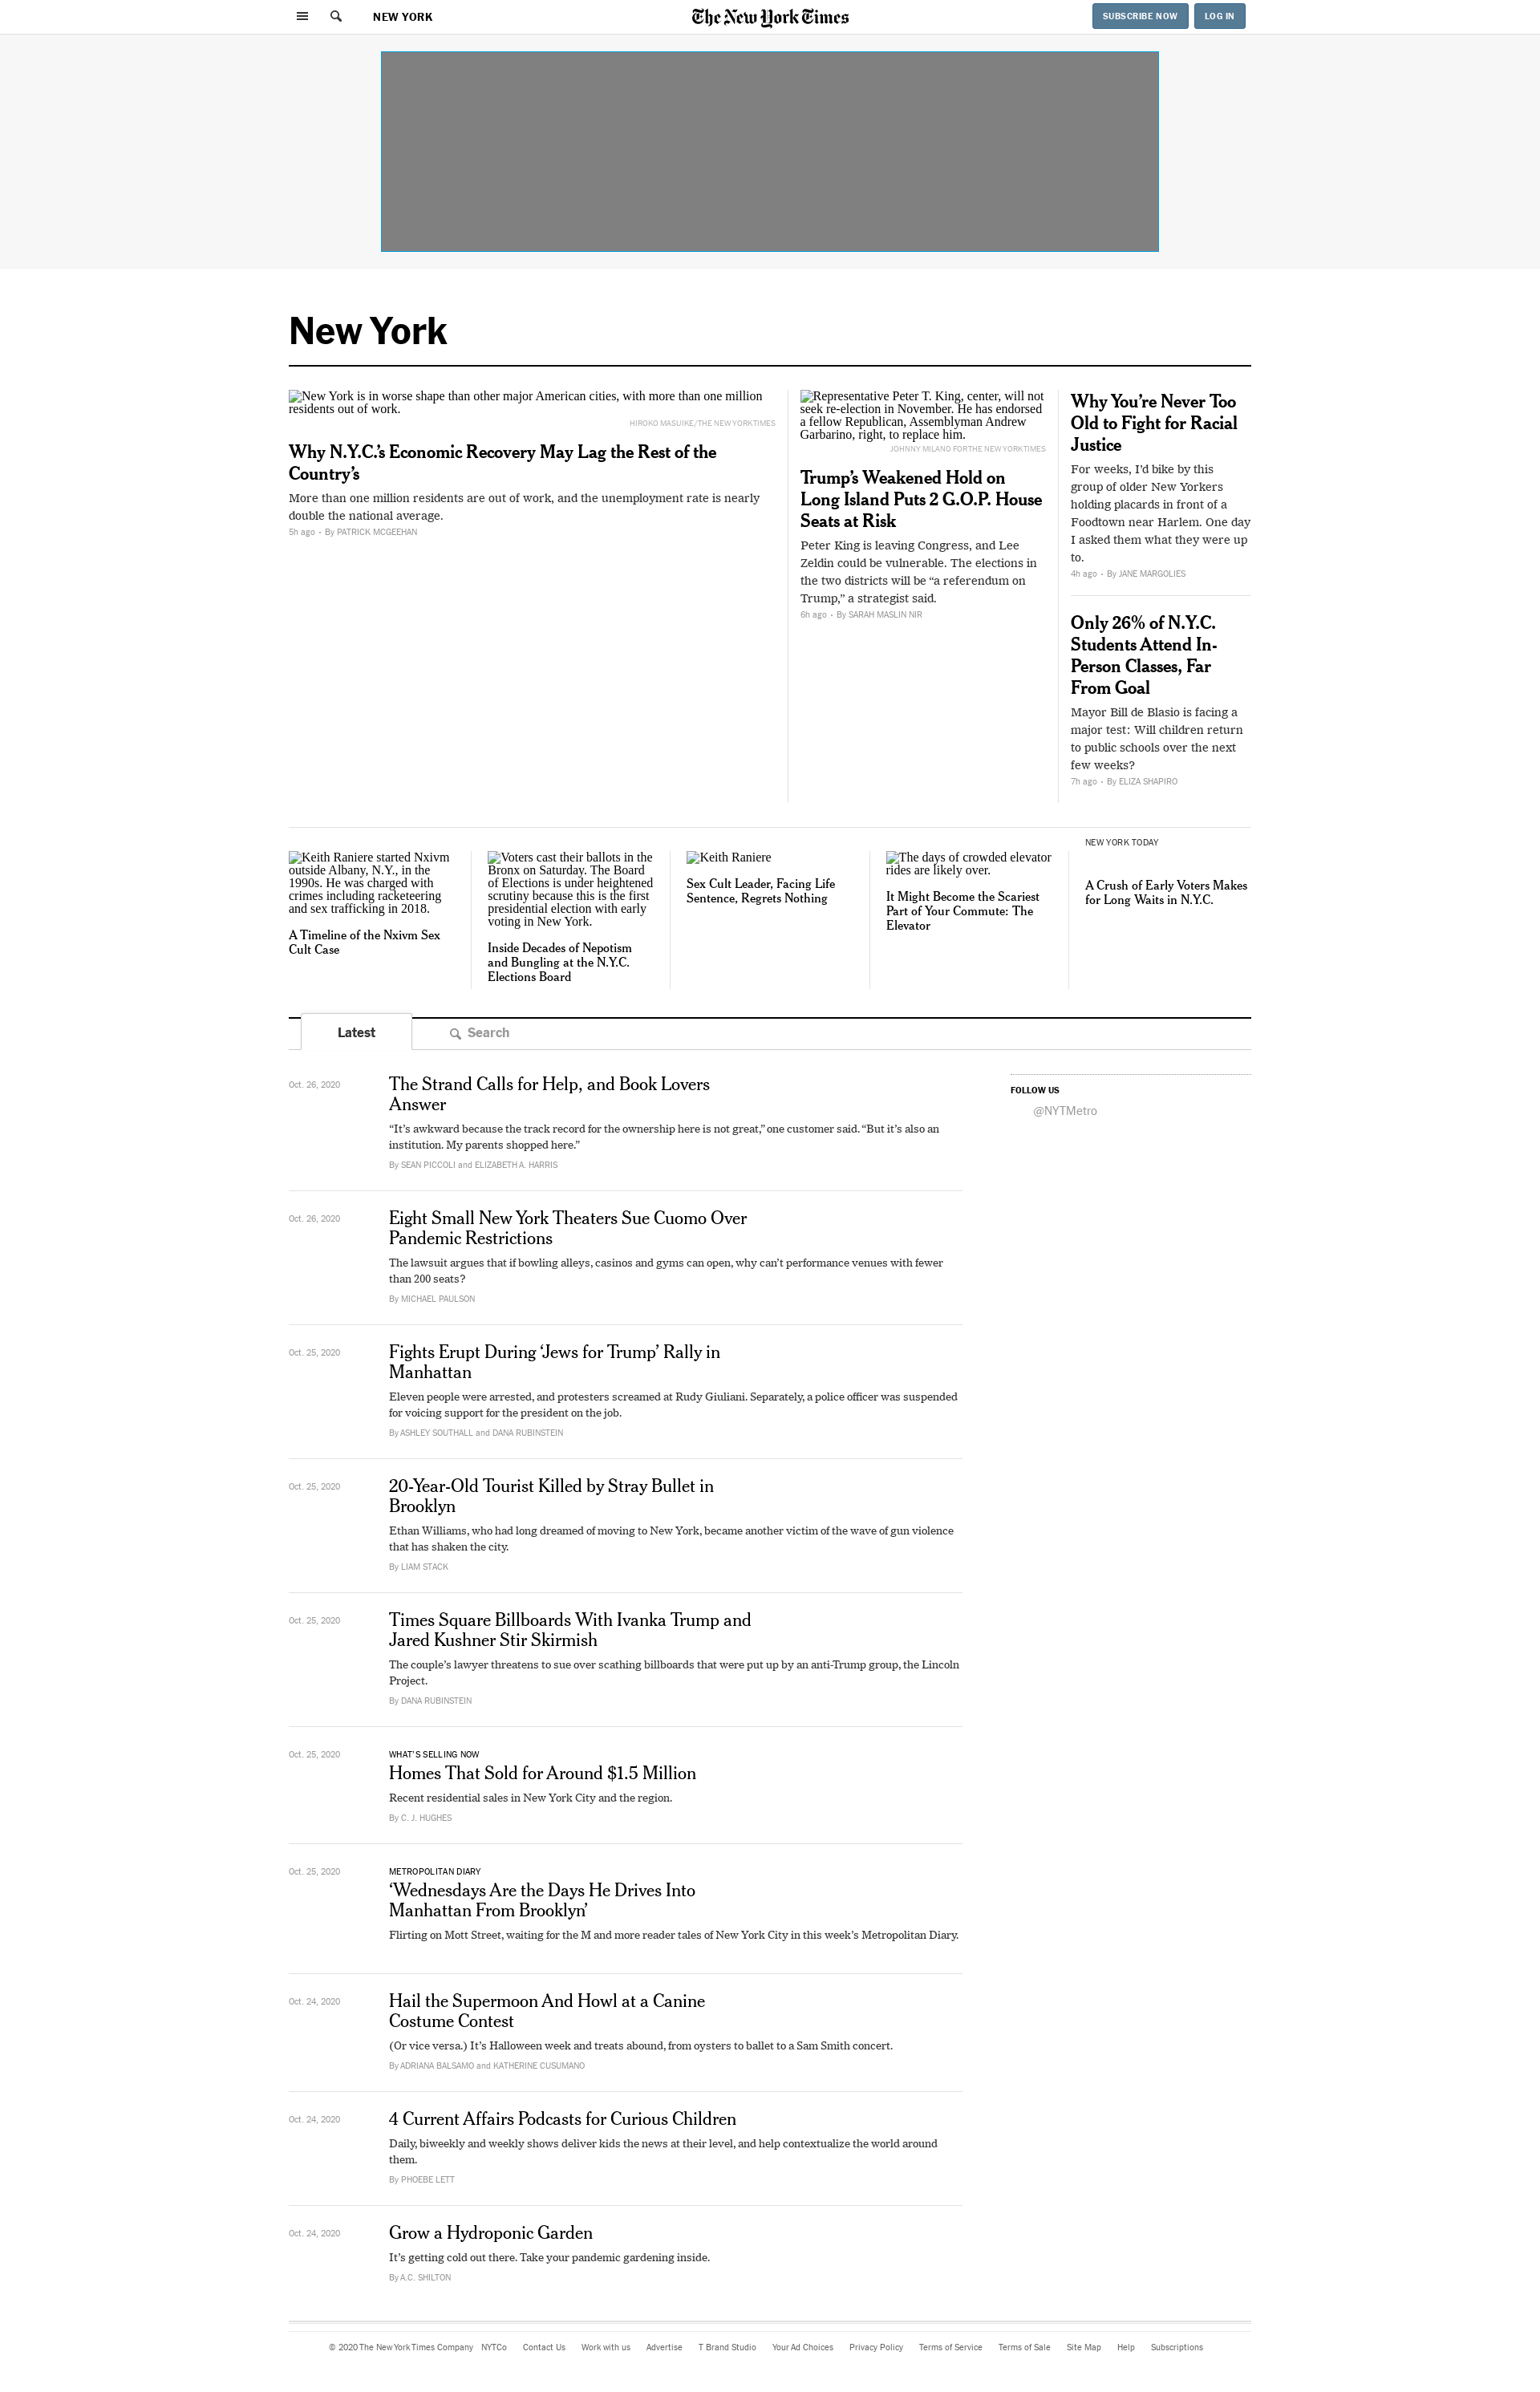 NEW YORK
The New York Times
SUBSCRIBE NOW
LOG IN
New York
New York is in worse shape than other major American cities, with more than one million
residents out of work.
HIROKO MASUIKE/THE NEW YORK TIMES
Why N.Y.C.’s Economic Recovery May Lag the Rest of the
Country’s
More than one million residents are out of work, and the unemployment rate is nearly
double the national average.
5h ago • By PATRICK MCGEEHAN
Representative Peter T. King, center, will not
seek re-election in November. He has endorsed
a fellow Republican, Assemblyman Andrew
Garbarino, right, to replace him.
JOHNNY MILANO FORTHE NEW YORK TIMES
Trump’s Weakened Hold on
Long Island Puts 2 G.O.P. House
Seats at Risk
Peter King is leaving Congress, and Lee
Zeldin could be vulnerable. The elections in
the two districts will be “a referendum on
Trump,” a strategist said.
6h ago • By SARAH MASLIN NIR
Why You’re Never Too
Old to Fight for Racial
Justice
For weeks, I’d bike by this
group of older New Yorkers
holding placards in front of a
Foodtown near Harlem. One day
I asked them what they were up
to.
4h ago • By JANE MARGOLIES
Only 26% of N.Y.C.
Students Attend In-
Person Classes, Far
From Goal
Mayor Bill de Blasio is facing a
major test: Will children return
to public schools over the next
few weeks?
7h ago • By ELIZA SHAPIRO
Keith Raniere started Nxivm
outside Albany, N.Y., in the
1990s. He was charged with
crimes including racketeering
and sex trafficking in 2018.
A Timeline of the Nxivm Sex
Cult Case
Voters cast their ballots in the
Bronx on Saturday. The Board
of Elections is under heightened
scrutiny because this is the first
presidential election with early
voting in New York.
Inside Decades of Nepotism
and Bungling at the N.Y.C.
Elections Board
Keith Raniere
Sex Cult Leader, Facing Life
Sentence, Regrets Nothing
The days of crowded elevator
rides are likely over.
It Might Become the Scariest
Part of Your Commute: The
Elevator
NEW YORK TODAY
A Crush of Early Voters Makes
for Long Waits in N.Y.C.
Latest
Search
Oct. 26, 2020
The Strand Calls for Help, and Book Lovers
Answer
“It’s awkward because the track record for the ownership here is not great,” one customer said. “But it’s also an
institution. My parents shopped here.”
By SEAN PICCOLI and ELIZABETH A. HARRIS
FOLLOW US
@NYTMetro
Oct. 26, 2020
Eight Small New York Theaters Sue Cuomo Over
Pandemic Restrictions
The lawsuit argues that if bowling alleys, casinos and gyms can open, why can’t performance venues with fewer
than 200 seats?
By MICHAEL PAULSON
Oct. 25, 2020
Fights Erupt During ‘Jews for Trump’ Rally in
Manhattan
Eleven people were arrested, and protesters screamed at Rudy Giuliani. Separately, a police officer was suspended
for voicing support for the president on the job.
By ASHLEY SOUTHALL and DANA RUBINSTEIN
Oct. 25, 2020
20-Year-Old Tourist Killed by Stray Bullet in
Brooklyn
Ethan Williams, who had long dreamed of moving to New York, became another victim of the wave of gun violence
that has shaken the city.
By LIAM STACK
Oct. 25, 2020
Times Square Billboards With Ivanka Trump and
Jared Kushner Stir Skirmish
The couple’s lawyer threatens to sue over scathing billboards that were put up by an anti-Trump group, the Lincoln
Project.
By DANA RUBINSTEIN
Oct. 25, 2020
WHAT’S SELLING NOW
Homes That Sold for Around $1.5 Million
Recent residential sales in New York City and the region.
By C. J. HUGHES
Oct. 25, 2020
METROPOLITAN DIARY
‘Wednesdays Are the Days He Drives Into
Manhattan From Brooklyn’
Flirting on Mott Street, waiting for the M and more reader tales of New York City in this week’s Metropolitan Diary.
Oct. 24, 2020
Hail the Supermoon And Howl at a Canine
Costume Contest
(Or vice versa.) It’s Halloween week and treats abound, from oysters to ballet to a Sam Smith concert.
By ADRIANA BALSAMO and KATHERINE CUSUMANO
Oct. 24, 2020
4 Current Affairs Podcasts for Curious Children
Daily, biweekly and weekly shows deliver kids the news at their level, and help contextualize the world around
them.
By PHOEBE LETT
Oct. 24, 2020
Grow a Hydroponic Garden
It’s getting cold out there. Take your pandemic gardening inside.
By A.C. SHILTON
© 2020 The New York Times Company NYTCo Contact Us Work with us Advertise T Brand Studio Your Ad Choices Privacy Policy Terms of Service Terms of Sale Site Map Help Subscriptions